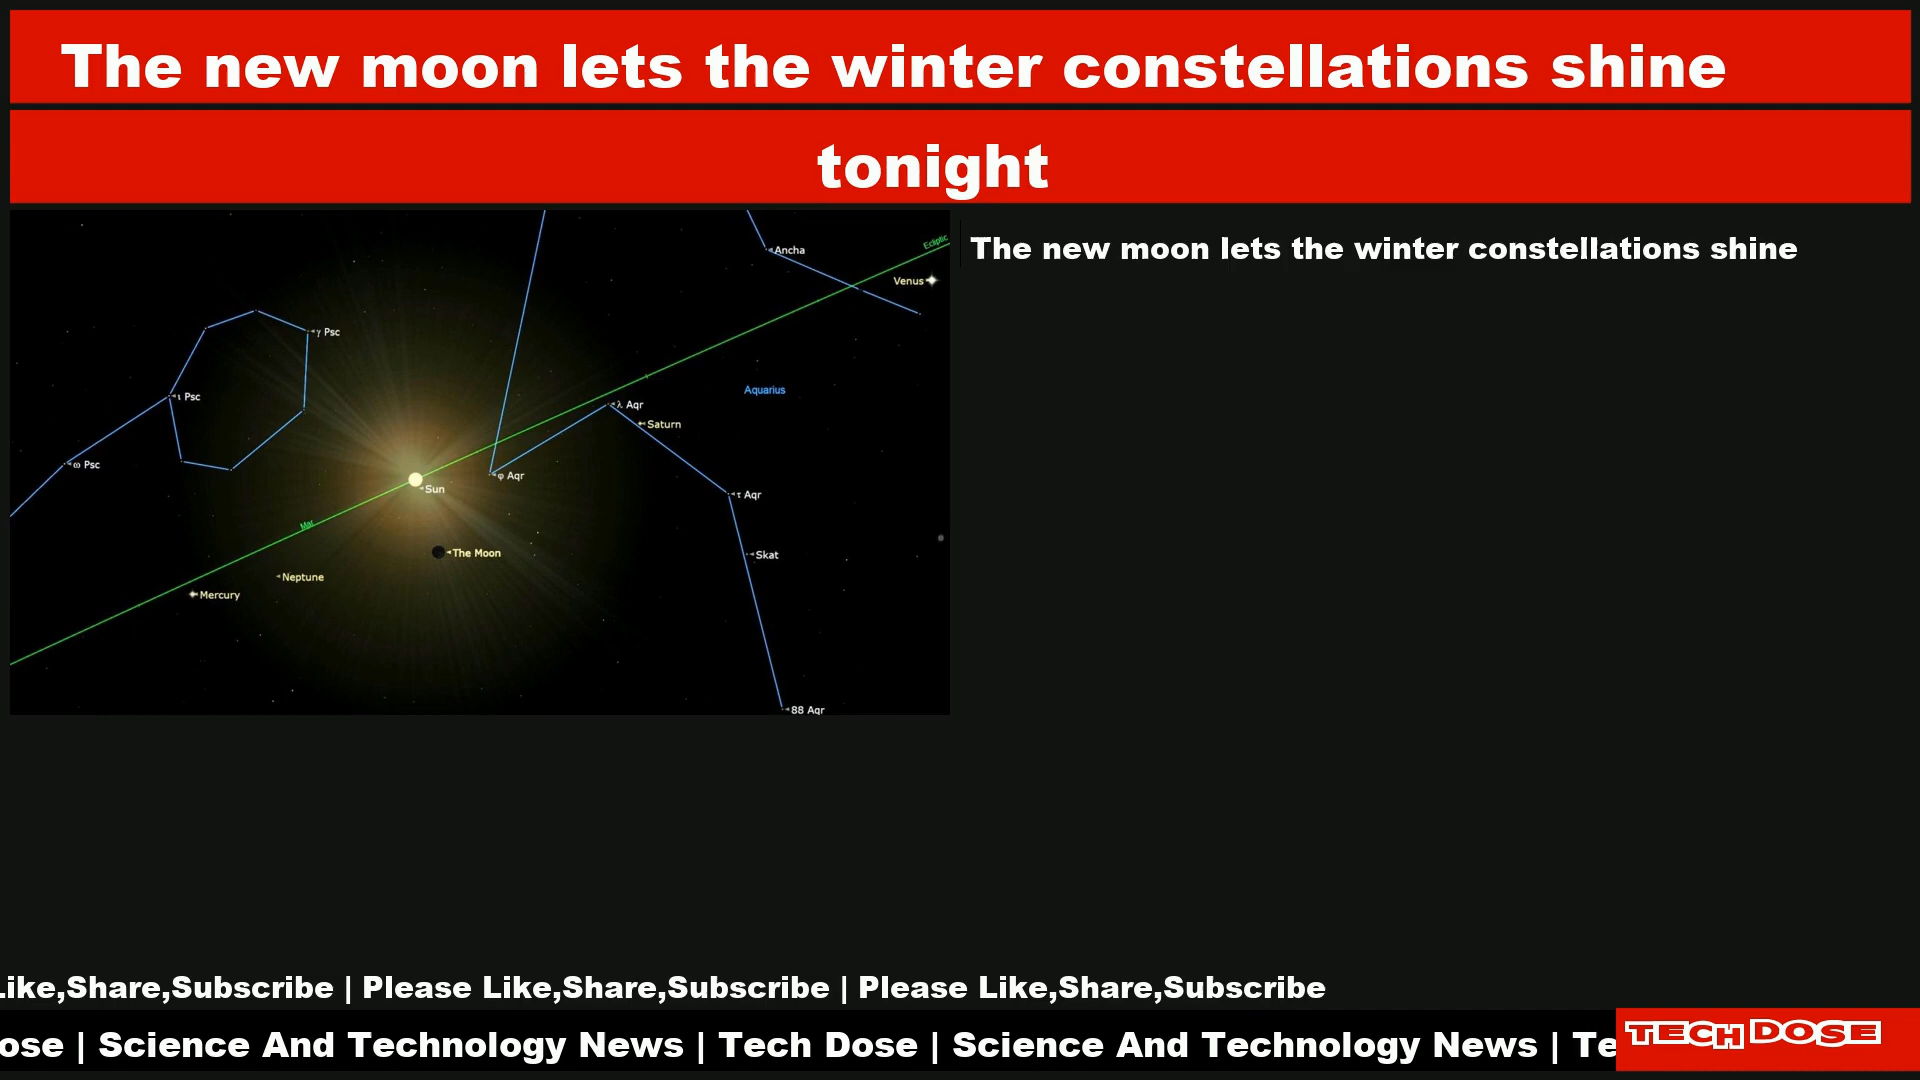 The new moon lets the winter constellations shine
tonight
The new moon lets the winter constellations shine
Ancha
Ecliptic
Venus
γ Psc
Aquarius
ι Psc
λ Aqr
Saturn
ω Psc
φ Aqr
Sun
τ Aqr
Mar
The Moon
Skat
Neptune
Mercury
88 Aqr
Like,Share,Subscribe | Please Like,Share,Subscribe | Please Like,Share,Subscribe
ose | Science And Technology News | Tech Dose | Science And Technology News | Te
TECH DOSE